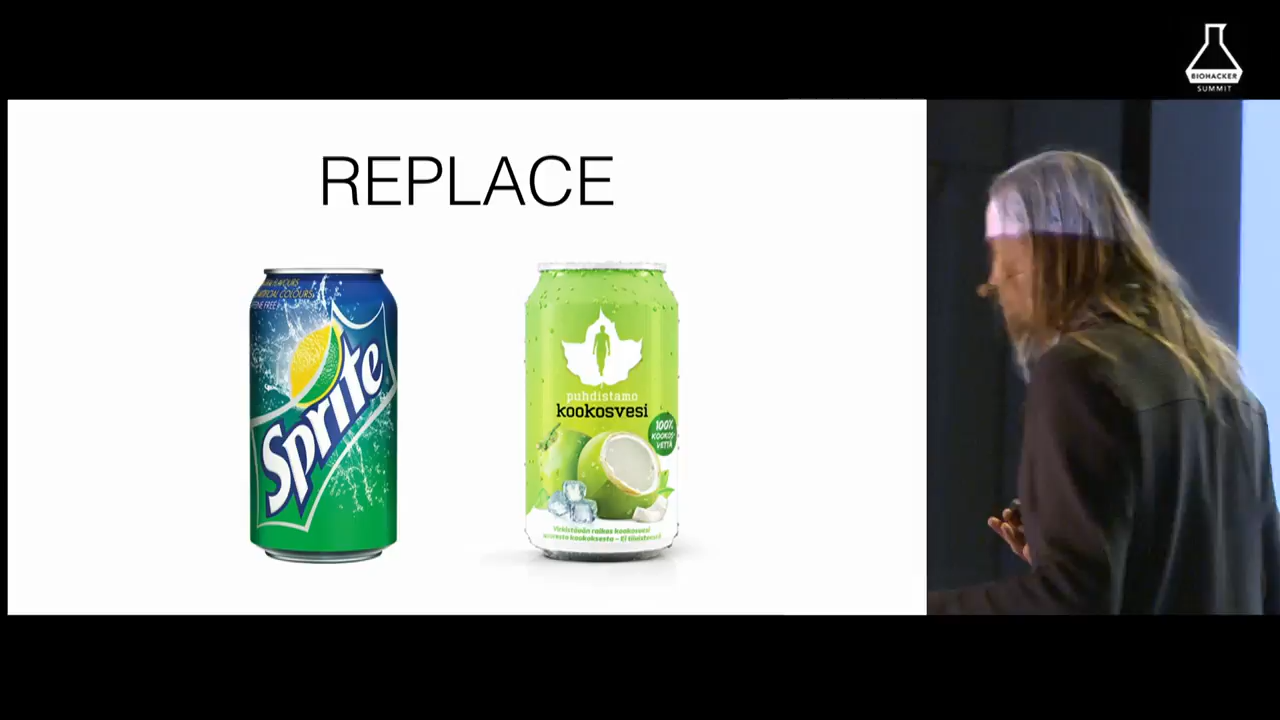 BIOHACKER
SUMMIT
REPLACE
Sprite
puhdistamo
kookosvesi
100%
KOOKOS-
VETTÄ